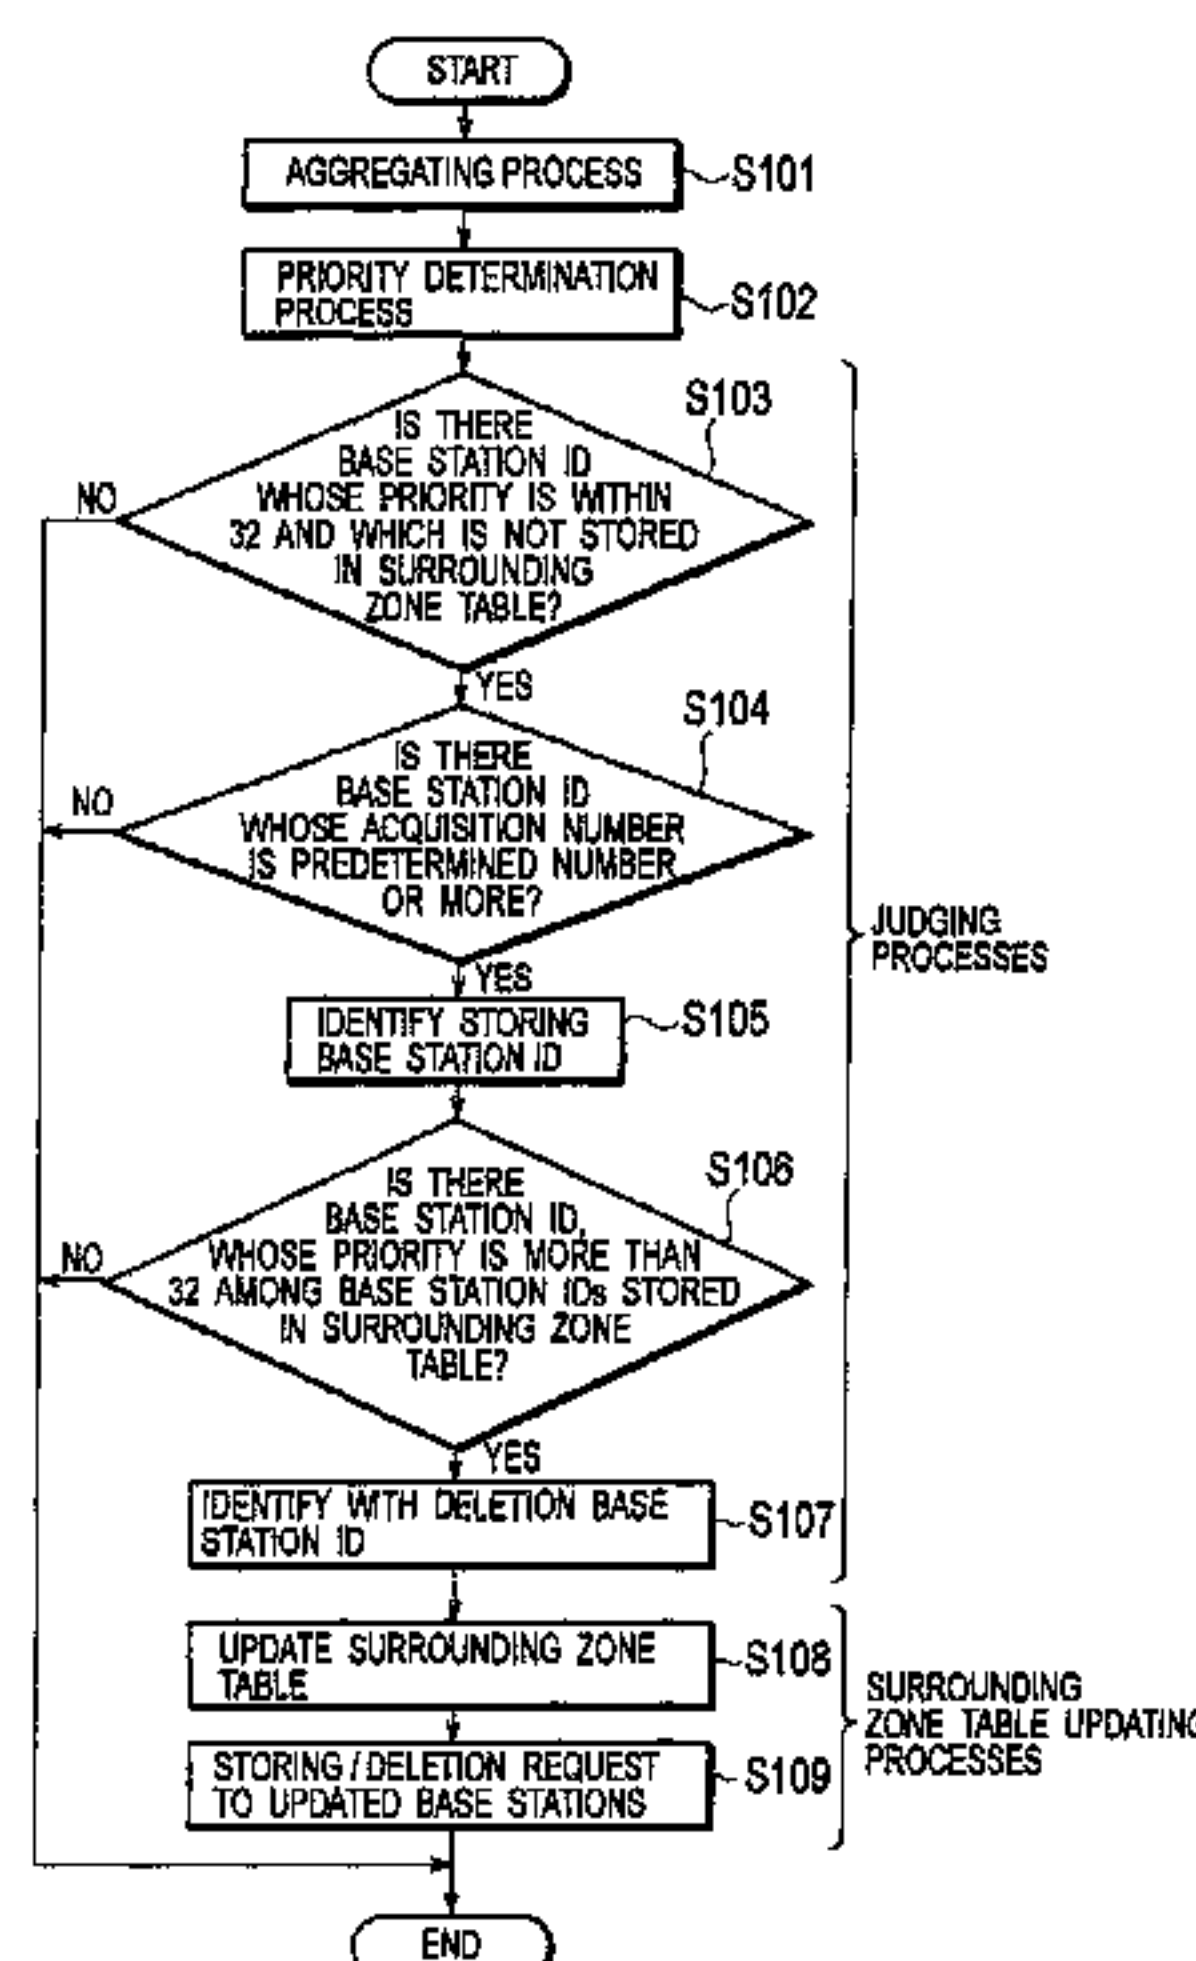 START
AGGREGATING PROCESS
S101
PRIORITY DETERMINATION
PROCESS
S102
S103
IS THERE
BASE STATION ID
WHOSE PRIORITY IS WITHIN
32 AND WHICH IS NOT STORED
IN SURROUNDING
ZONE TABLE?
NO
YES
S104
IS THERE
BASE STATION ID
WHOSE ACQUISITION NUMBER
IS PREDETERMINED NUMBER
OR MORE?
NO
YES
JUDGING
PROCESSES
IDENTIFY STORING
BASE STATION ID
S105
S106
IS THERE
BASE STATION ID,
WHOSE PRIORITY IS MORE THAN
32 AMONG BASE STATION IDs STORED
IN SURROUNDING ZONE
TABLE?
NO
YES
IDENTIFY WITH DELETION BASE
STATION ID
S107
UPDATE SURROUNDING ZONE
TABLE
S108
SURROUNDING
ZONE TABLE UPDATING
PROCESSES
STORING/DELETION REQUEST
TO UPDATED BASE STATIONS
S109
END